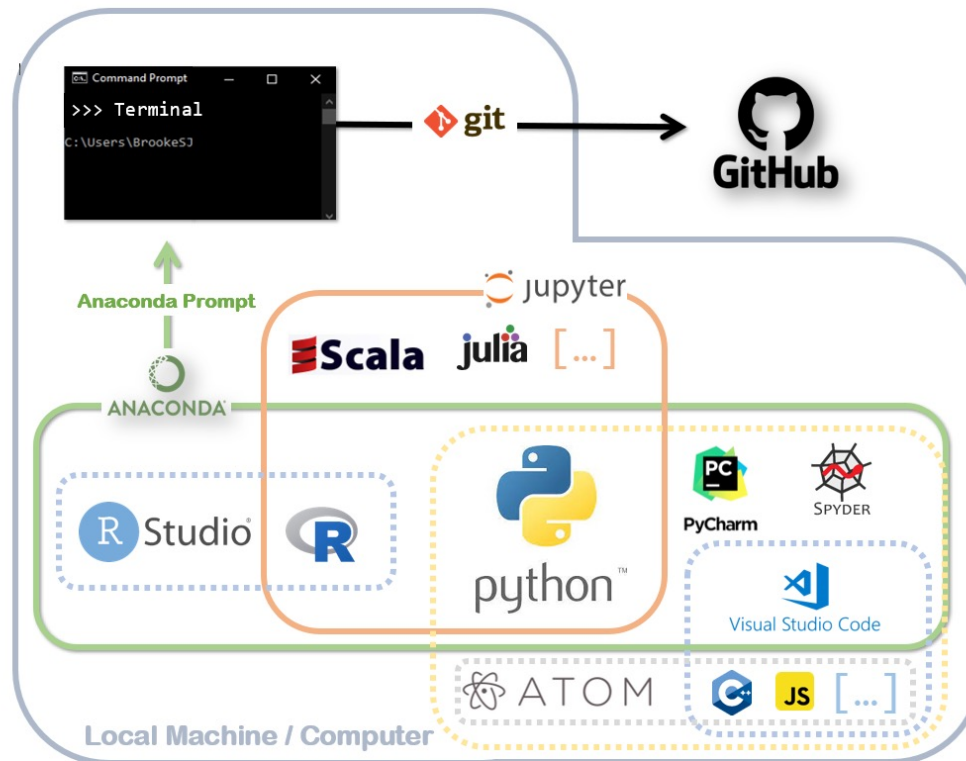 Command Prompt
>>> Terminal
C:\Users\BrookeSJ
git
GitHub
Anaconda Prompt
jupyter
Scala
julia
[...]
ANACONDA
R Studio
R
python™
PC
PyCharm
SPYDER
Visual Studio Code
ATOM
C++
JS
[...]
Local Machine / Computer